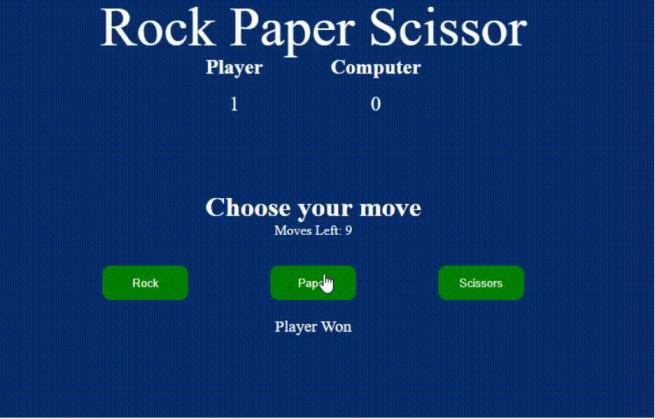 Rock Paper Scissor
Player Computer
1 0
Choose your move
Moves Left: 9
Rock Scissors
Player Won